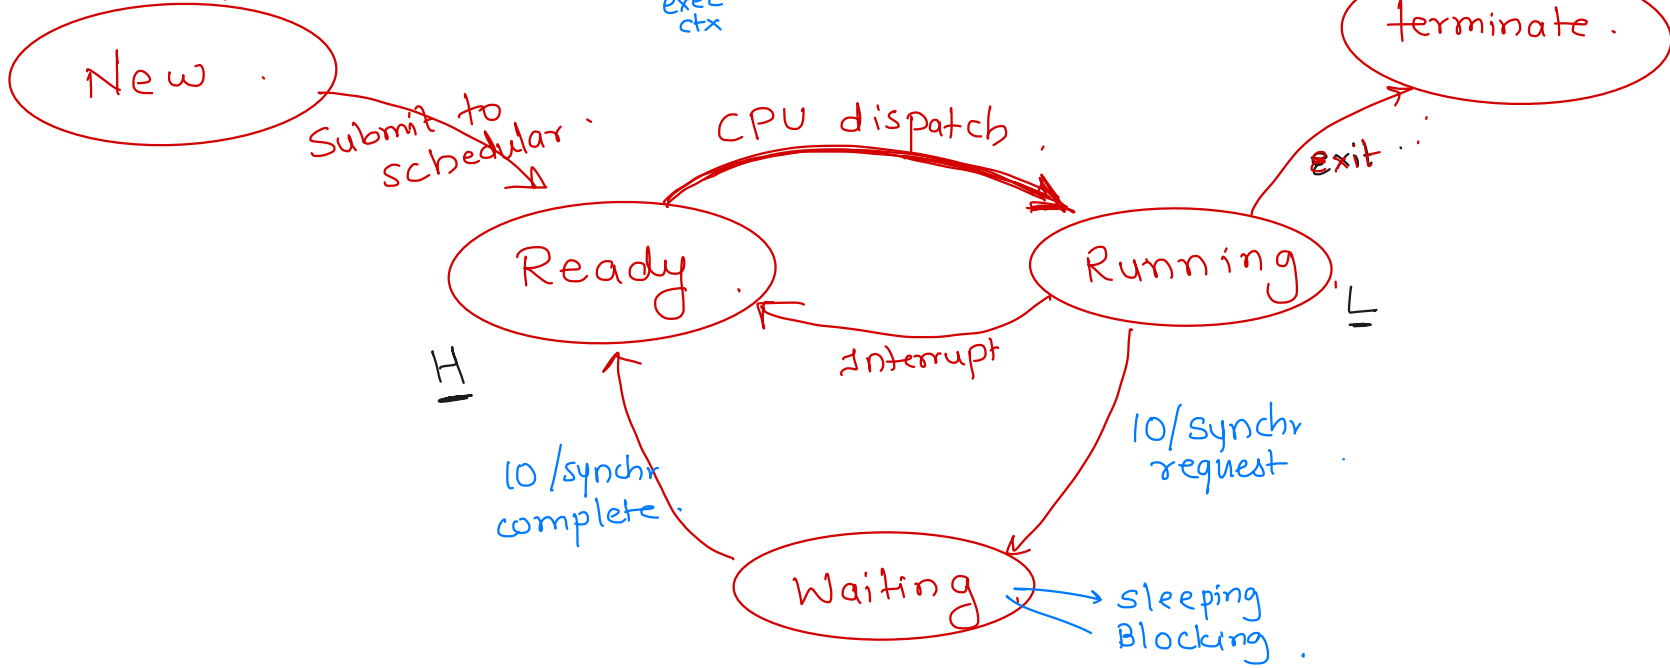 exec
ctx
New .
terminate .
Submit to
schedular .
CPU dispatch .
exit . .
Ready .
Running .
L
Interrupt
H
IO/synchr
request .
IO/synchr
complete .
Waiting
sleeping
Blocking .